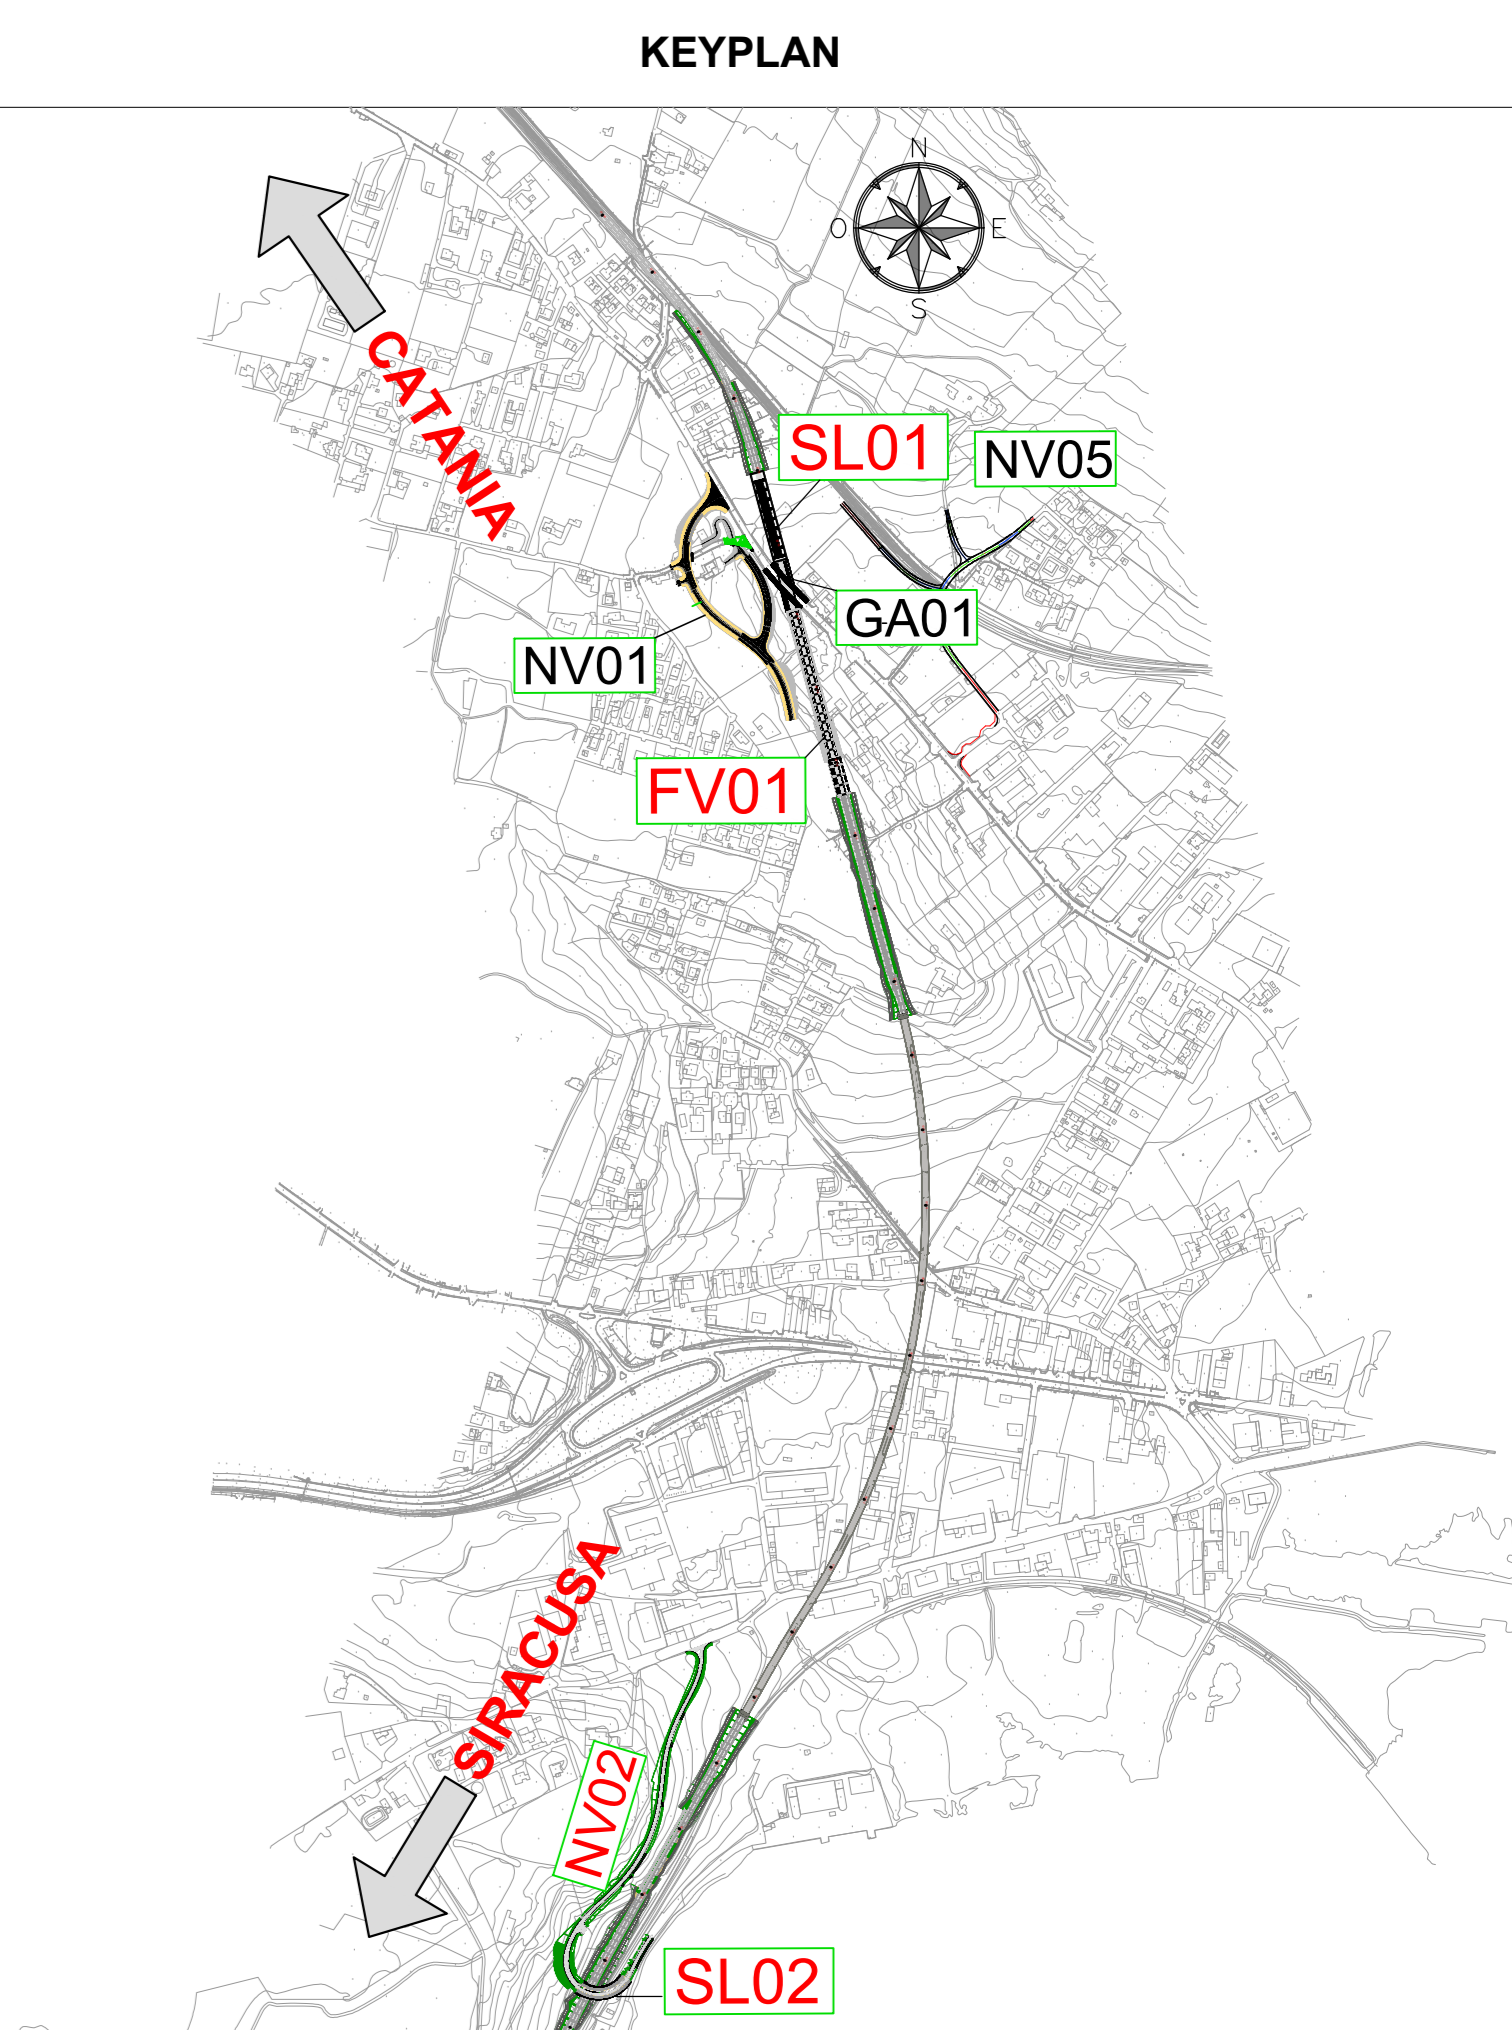 KEYPLAN
N
O
E
S
CATANIA
SL01
NV05
GA01
NV01
FV01
SIRACUSA
NV02
SL02